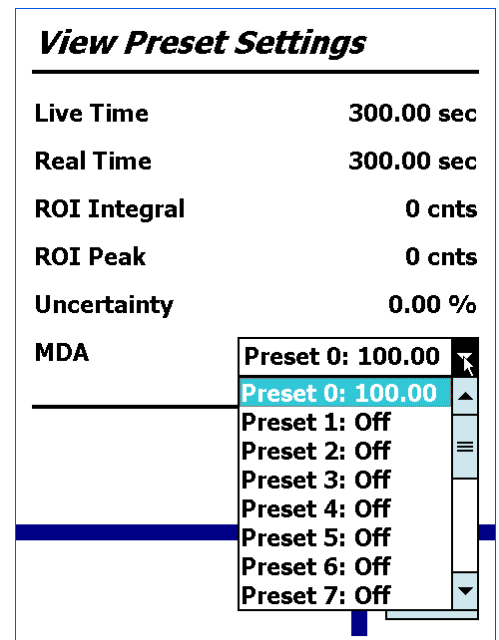 View Preset Settings
Live Time 300.00 sec
Real Time 300.00 sec
ROI Integral 0 cnts
ROI Peak 0 cnts
Uncertainty 0.00 %
MDA Preset 0: 100.00
Preset 0: 100.00
Preset 1: Off
Preset 2: Off
Preset 3: Off
Preset 4: Off
Preset 5: Off
Preset 6: Off
Preset 7: Off